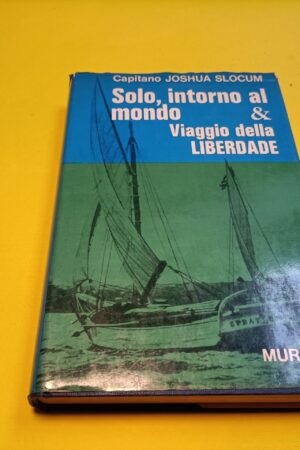 Capitano JOSHUA SLOCUM
Solo, intorno al
mondo &
Viaggio della
LIBERDADE
MUR